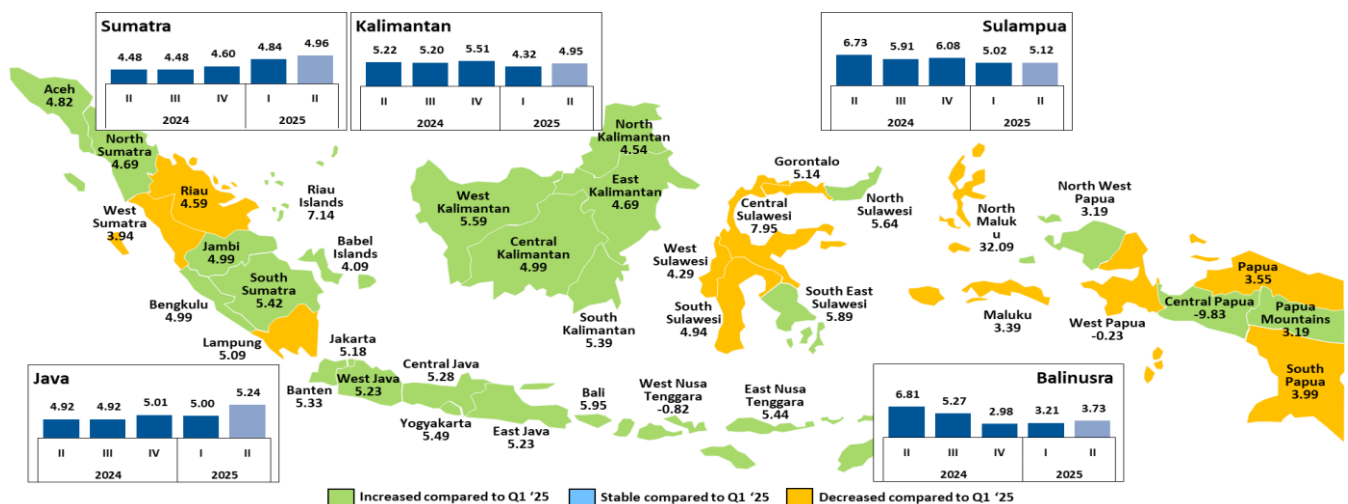 Sumatra
4.48 4.48 4.60 4.84 4.96
II III IV I II
2024 2025
Kalimantan
5.22 5.20 5.51 4.32 4.95
II III IV I II
2024 2025
Sulampua
6.73 5.91 6.08 5.02 5.12
II III IV I II
2024 2025
Aceh
4.82
North
Sumatra
4.69
Riau
4.59
Riau
Islands
7.14
West
Sumatra
3.94
Jambi
4.99
Babel
Islands
4.09
South
Sumatra
5.42
Bengkulu
4.99
Lampung
5.09
North
Kalimantan
4.54
East
Kalimantan
4.69
West
Kalimantan
5.59
Central
Kalimantan
4.99
South
Kalimantan
5.39
Gorontalo
5.14
Central
Sulawesi
7.95
North
Sulawesi
5.64
West
Sulawesi
4.29
South
Sulawesi
4.94
South East
Sulawesi
5.89
North
Maluk
u
32.09
Maluku
3.39
North West
Papua
3.19
West Papua
-0.23
Papua
3.55
Central Papua
-9.83
Papua
Mountains
3.19
South
Papua
3.99
Jakarta
5.18
Banten
5.33
West Java
5.23
Central Java
5.28
Yogyakarta
5.49
East Java
5.23
Bali
5.95
West Nusa
Tenggara
-0.82
East Nusa
Tenggara
5.44
Java
4.92 4.92 5.01 5.00 5.24
II III IV I II
2024 2025
Balinusra
6.81 5.27 2.98 3.21 3.73
II III IV I II
2024 2025
Increased compared to Q1 ‘25 Stable compared to Q1 ‘25 Decreased compared to Q1 ‘25